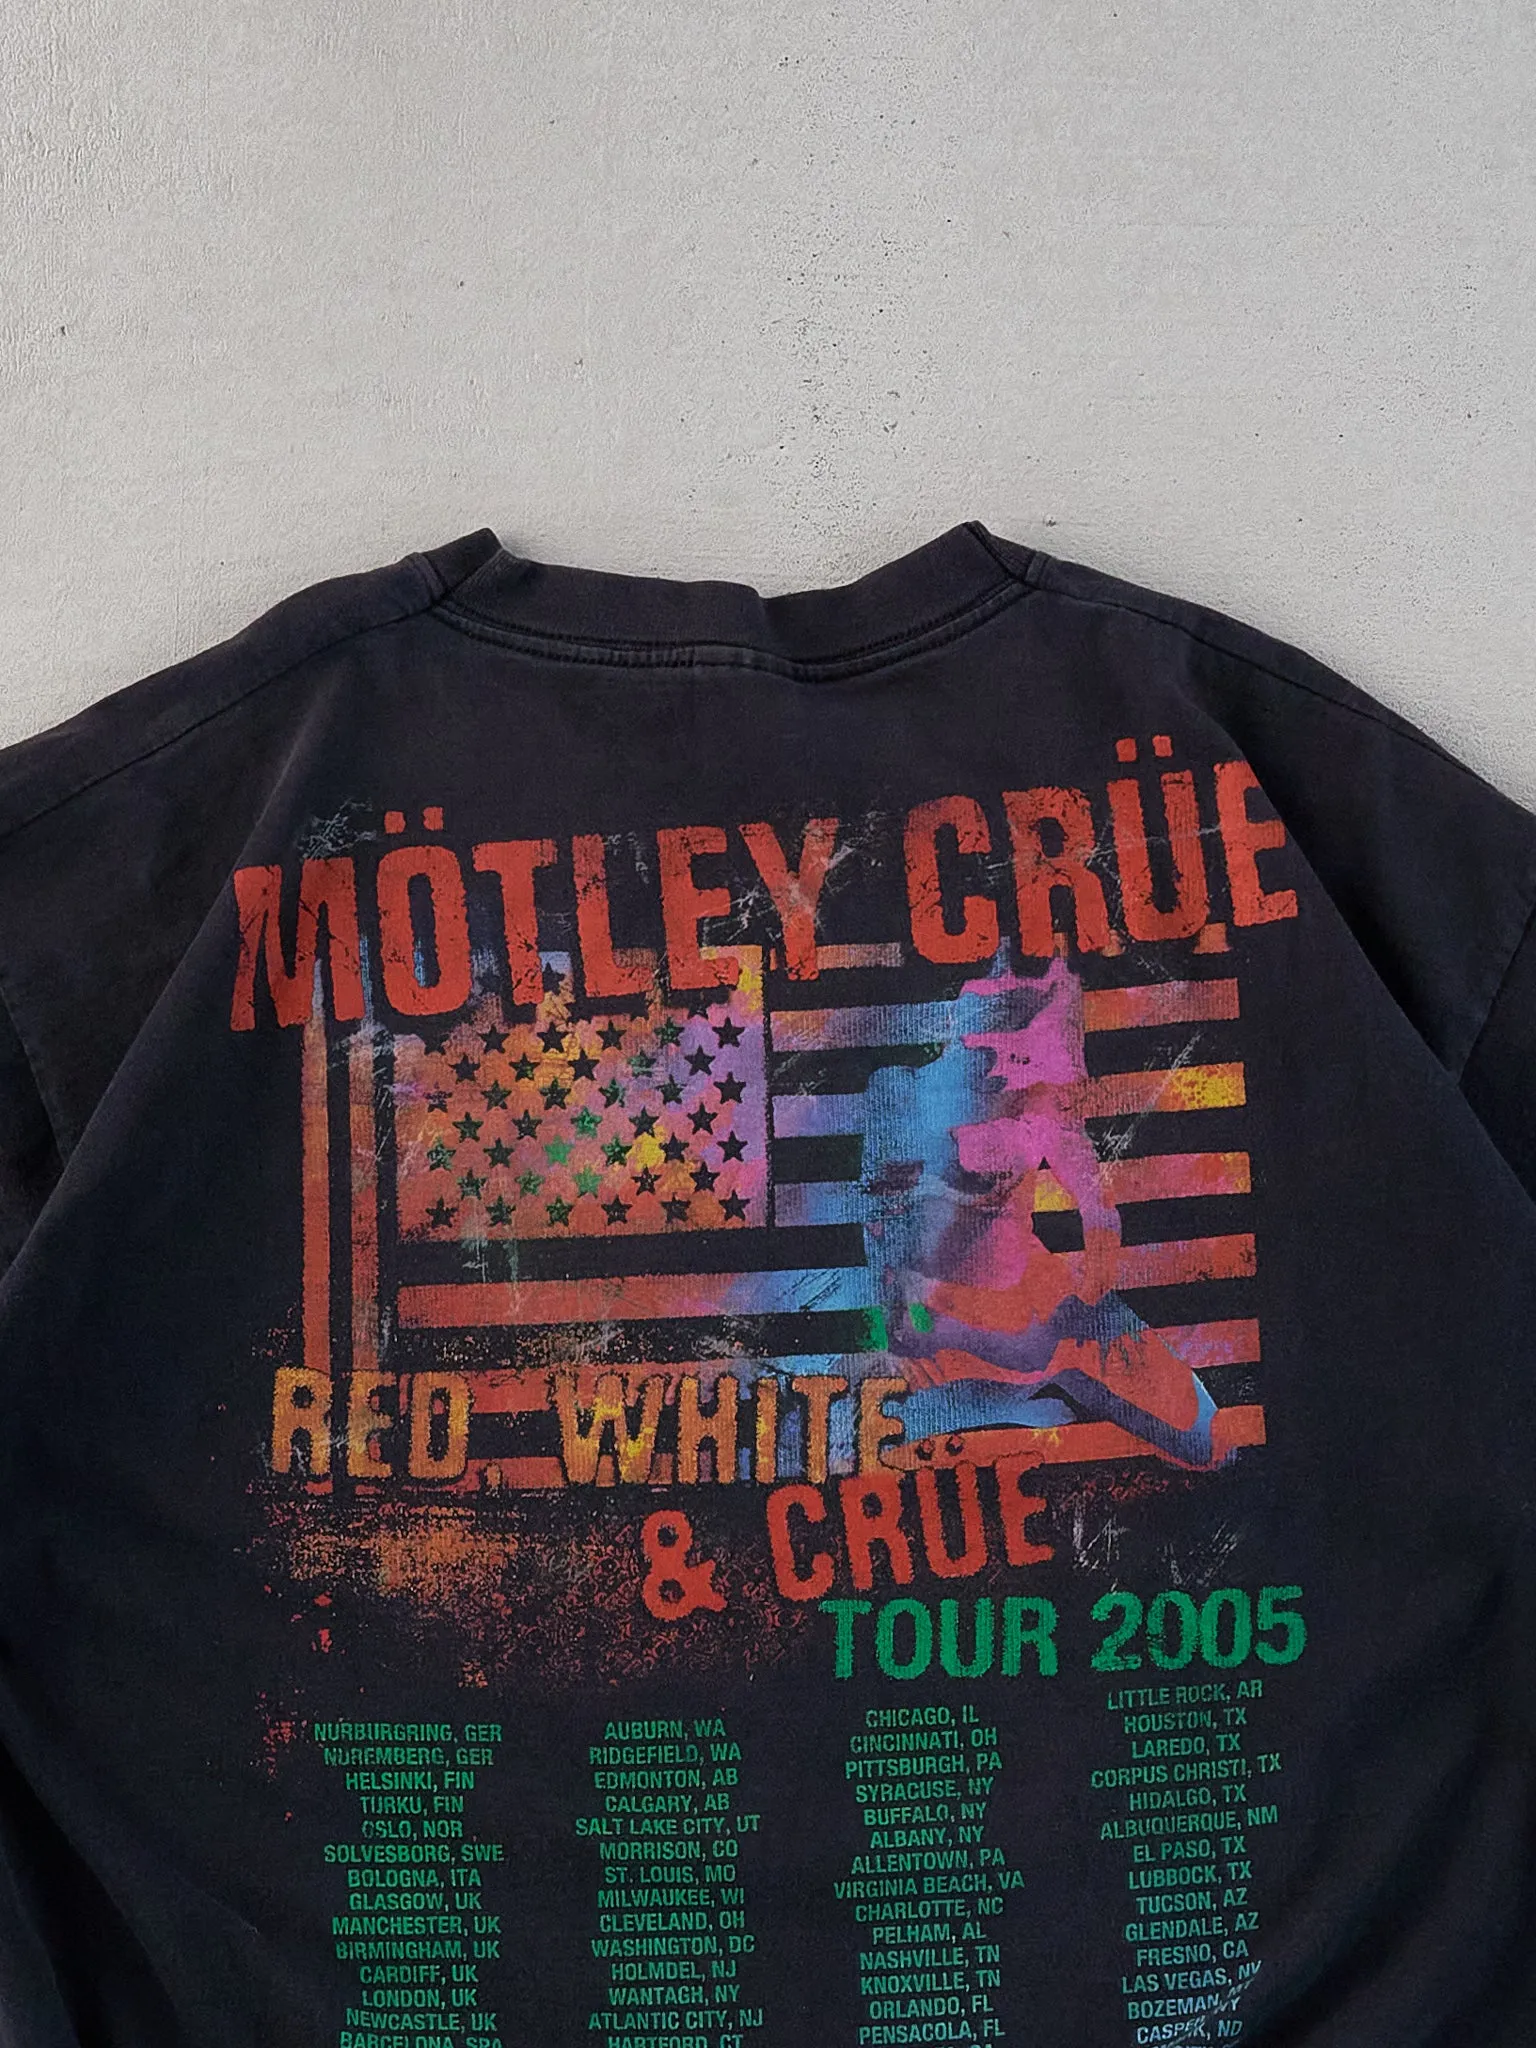 MÖTLEY CRÜE
RED, WHITE
& CRÜE
TOUR 2005
NURBURGRING, GER
NUREMBERG, GER
HELSINKI, FIN
TURKU, FIN
OSLO, NOR
SOLVESBORG, SWE
BOLOGNA, ITA
GLASGOW, UK
MANCHESTER, UK
BIRMINGHAM, UK
CARDIFF, UK
LONDON, UK
NEWCASTLE, UK
BARCELONA, SPA
AUBURN, WA
RIDGEFIELD, WA
EDMONTON, AB
CALGARY, AB
SALT LAKE CITY, UT
MORRISON, CO
ST. LOUIS, MO
MILWAUKEE, WI
CLEVELAND, OH
WASHINGTON, DC
HOLMDEL, NJ
WANTAGH, NY
ATLANTIC CITY, NJ
HARTFORD, CT
CHICAGO, IL
CINCINNATI, OH
PITTSBURGH, PA
SYRACUSE, NY
BUFFALO, NY
ALBANY, NY
ALLENTOWN, PA
VIRGINIA BEACH, VA
CHARLOTTE, NC
PELHAM, AL
NASHVILLE, TN
KNOXVILLE, TN
ORLANDO, FL
PENSACOLA, FL
LITTLE ROCK, AR
HOUSTON, TX
LAREDO, TX
CORPUS CHRISTI, TX
HIDALGO, TX
ALBUQUERQUE, NM
EL PASO, TX
LUBBOCK, TX
TUCSON, AZ
GLENDALE, AZ
FRESNO, CA
LAS VEGAS, NV
BOZEMAN,
ND